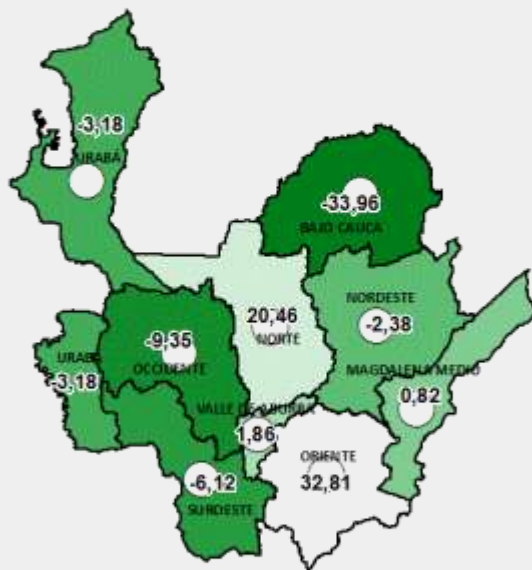 -3,18
URABÁ
-33,96
BAJO CAUCA
NORDESTE
-2,38
20,46
NORTE
-9,35
OCCIDENTE
URABÁ
-3,18
MAGDALENA MEDIO
0,82
VALLE DE ABURRA
1,86
ORIENTE
32,81
-6,12
SUROESTE